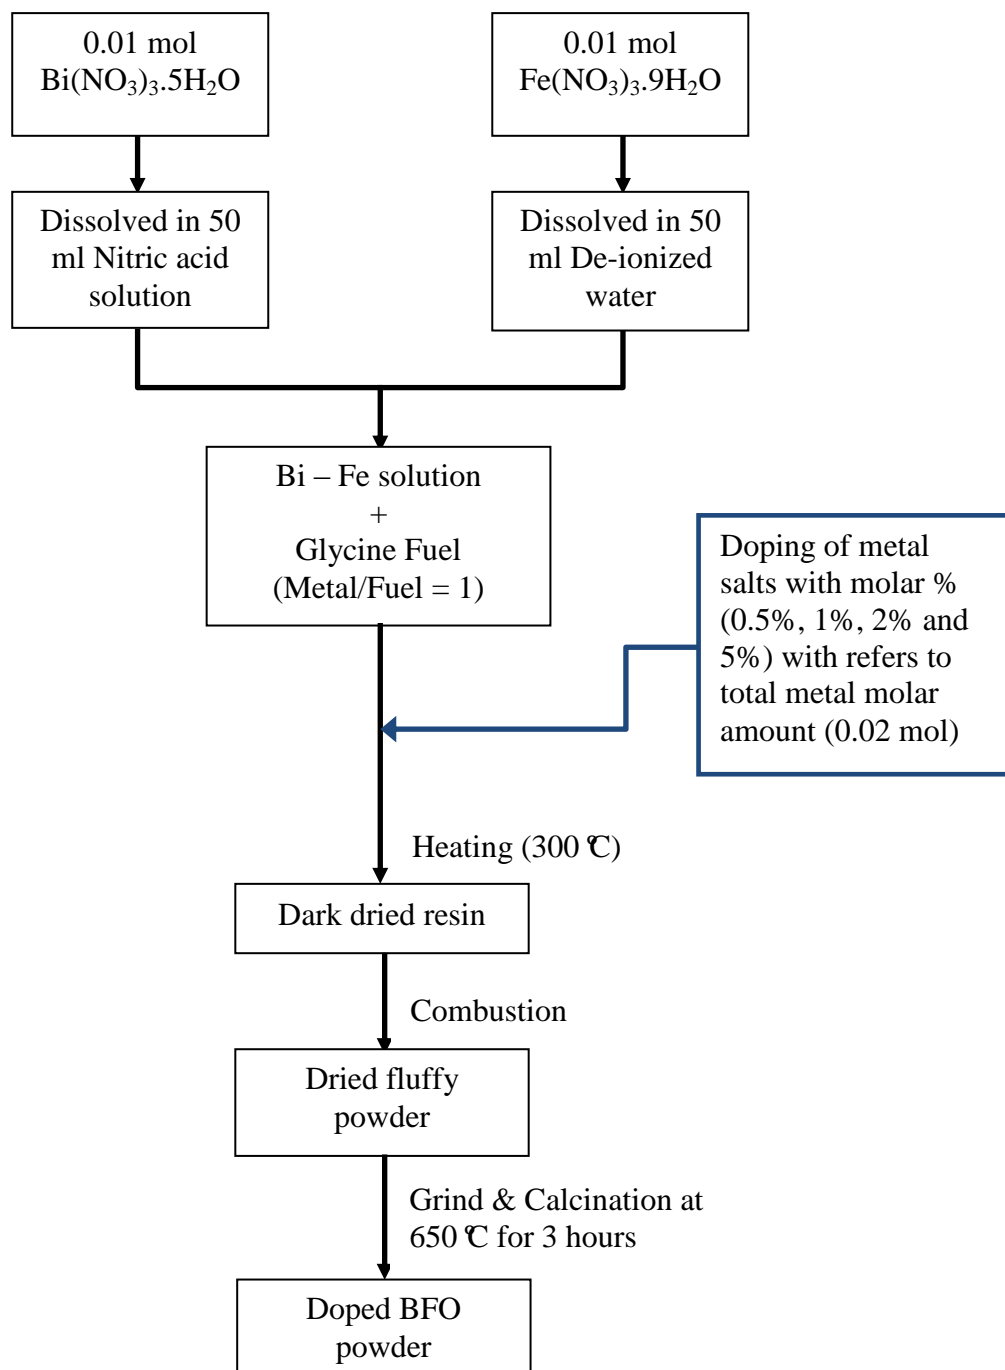 0.01 mol
Bi(NO₃)₃.5H₂O
0.01 mol
Fe(NO₃)₃.9H₂O
Dissolved in 50
ml Nitric acid
solution
Dissolved in 50
ml De-ionized
water
Bi – Fe solution
+
Glycine Fuel
(Metal/Fuel = 1)
Doping of metal
salts with molar %
(0.5%, 1%, 2% and
5%) with refers to
total metal molar
amount (0.02 mol)
Heating (300 ℃)
Dark dried resin
Combustion
Dried fluffy
powder
Grind & Calcination at
650 ℃ for 3 hours
Doped BFO
powder